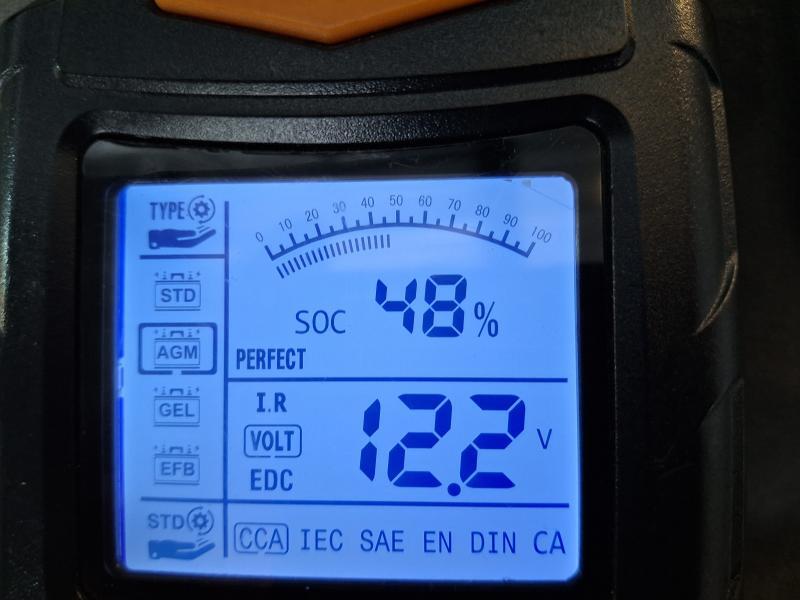 TYPE
STD
AGM
GEL
EFB
STD
0 10 20 30 40 50 60 70 80 90 100
SOC 48%
PERFECT
I.R
VOLT
EDC
12.2 V
CCA IEC SAE EN DIN CA